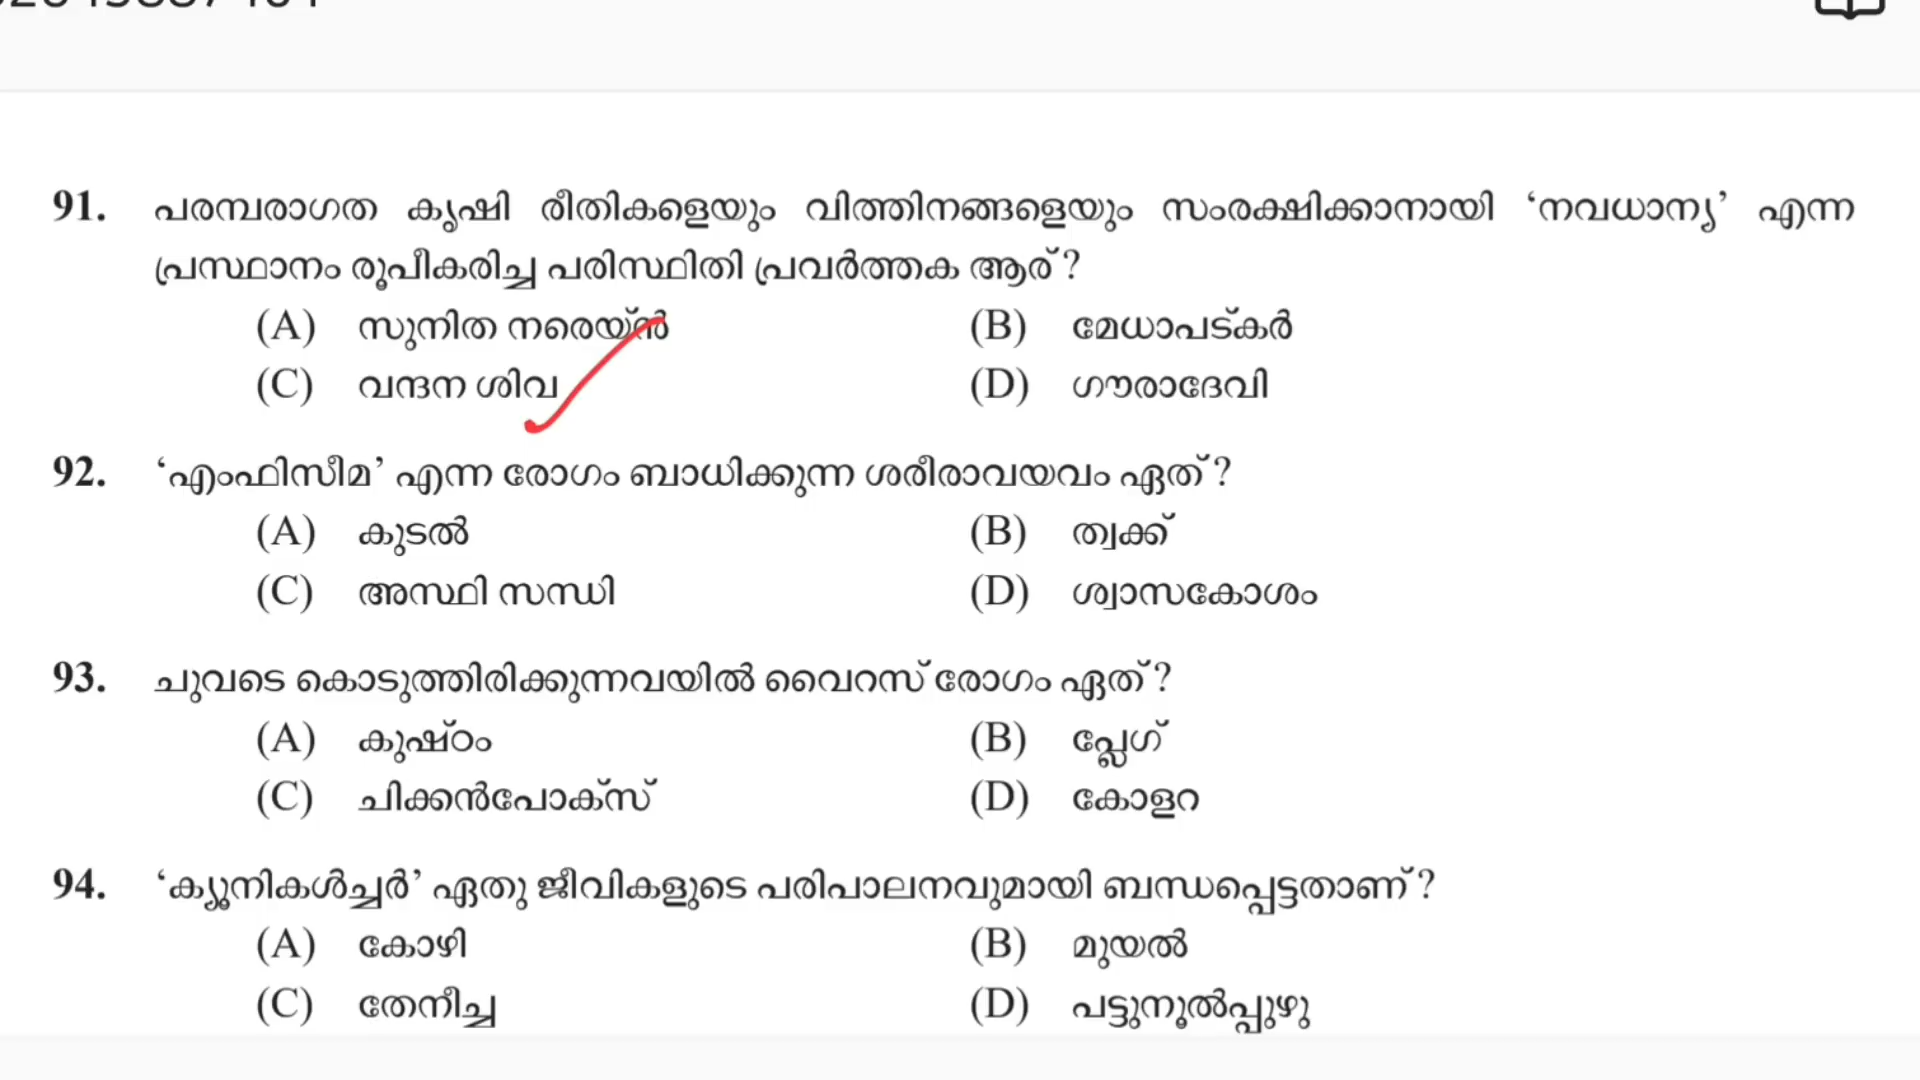 91. പരമ്പരാഗത കൃഷി രീതികളെയും വിത്തിനങ്ങളെയും സംരക്ഷിക്കാനായി ‘നവധാന്യ’ എന്ന
പ്രസ്ഥാനം രൂപീകരിച്ച പരിസ്ഥിതി പ്രവർത്തക ആര് ?
(A) സുനിത നരെയ്ൻ (B) മേധാപട്കർ
(C) വന്ദന ശിവ (D) ഗൗരാദേവി
92. ‘എംഫിസീമ’ എന്ന രോഗം ബാധിക്കുന്ന ശരീരാവയവം ഏത് ?
(A) കുടൽ (B) ത്വക്ക്
(C) അസ്ഥി സന്ധി (D) ശ്വാസകോശം
93. ചുവടെ കൊടുത്തിരിക്കുന്നവയിൽ വൈറസ് രോഗം ഏത് ?
(A) കുഷ്ഠം (B) പ്ലേഗ്
(C) ചിക്കൻപോക്സ് (D) കോളറ
94. ‘ക്യൂനികൾച്ചർ’ ഏതു ജീവികളുടെ പരിപാലനവുമായി ബന്ധപ്പെട്ടതാണ് ?
(A) കോഴി (B) മുയൽ
(C) തേനീച്ച (D) പട്ടുനൂൽപ്പുഴു